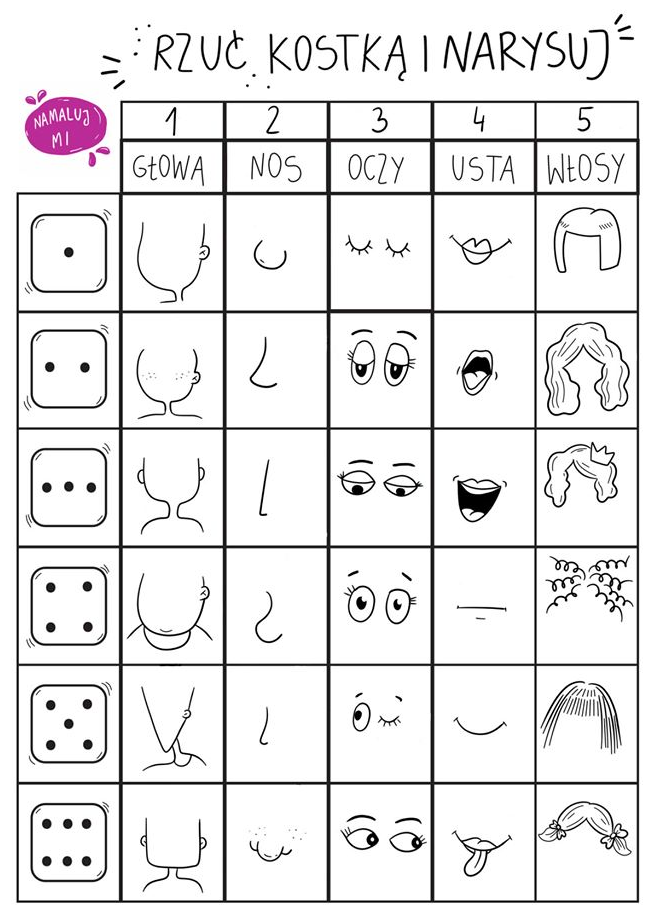 RZUĆ KOSTKĄ I NARYSUJ
NAMALUJ
MI
1 2 3 4 5
GŁOWA NOS OCZY USTA WŁOSY